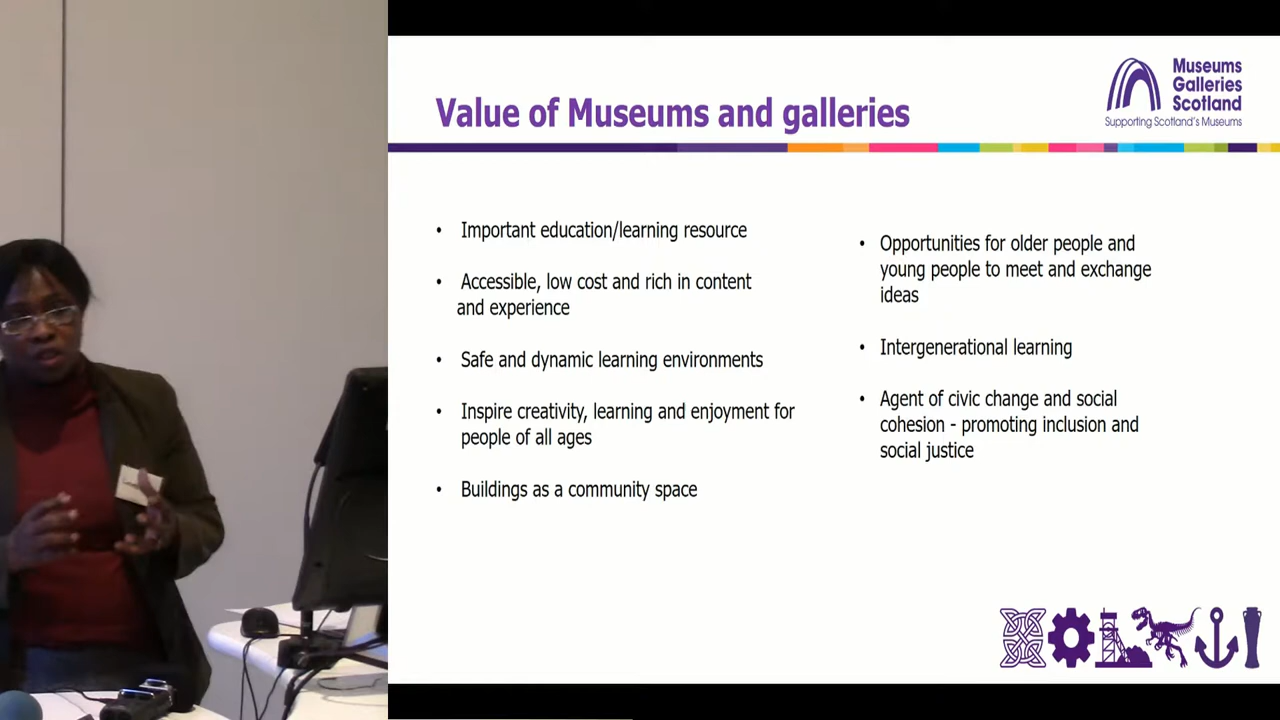 Value of Museums and galleries
Museums
Galleries
Scotland
Supporting Scotland's Museums
• Important education/learning resource
• Accessible, low cost and rich in content
and experience
• Safe and dynamic learning environments
• Inspire creativity, learning and enjoyment for
people of all ages
• Buildings as a community space
• Opportunities for older people and
young people to meet and exchange
ideas
• Intergenerational learning
• Agent of civic change and social
cohesion - promoting inclusion and
social justice